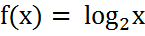 f(x) = log₂x